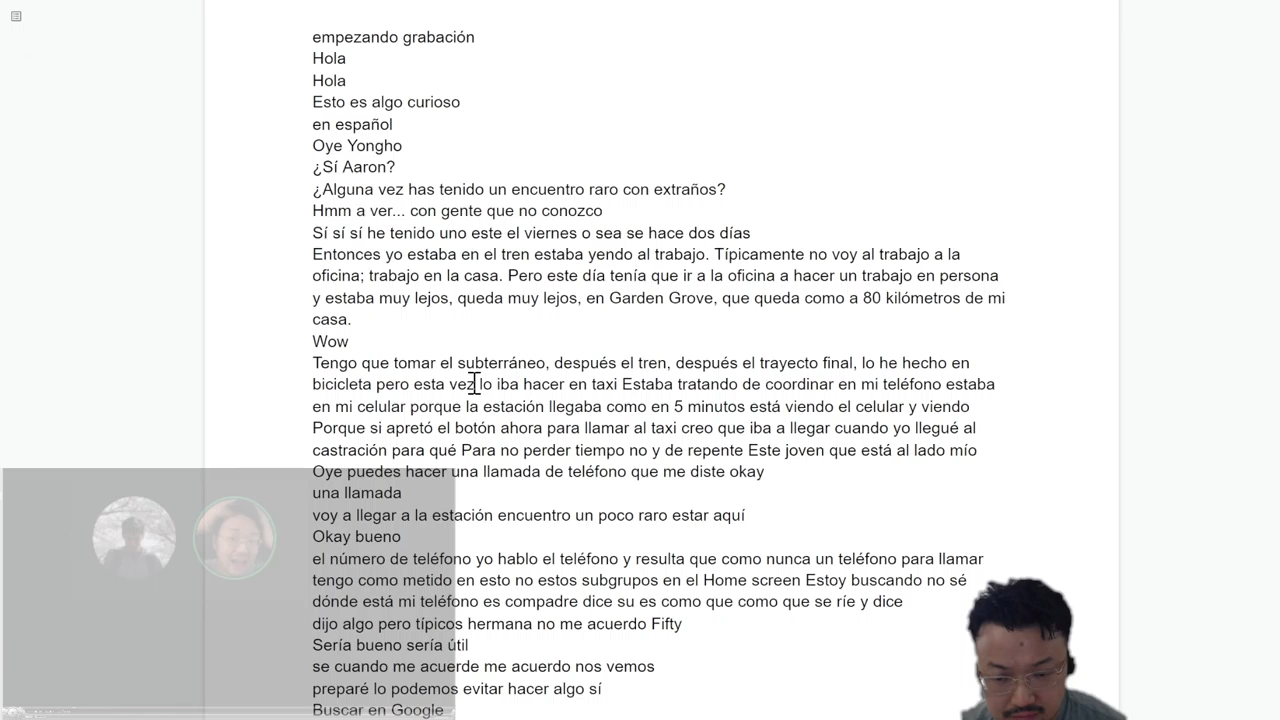 empezando grabación
Hola
Hola
Esto es algo curioso
en español
Oye Yongho
¿Sí Aaron?
¿Alguna vez has tenido un encuentro raro con extraños?
Hmm a ver... con gente que no conozco
Sí sí sí he tenido uno este el viernes o sea se hace dos días
Entonces yo estaba en el tren estaba yendo al trabajo. Típicamente no voy al trabajo a la
oficina; trabajo en la casa. Pero este día tenía que ir a la oficina a hacer un trabajo en persona
y estaba muy lejos, queda muy lejos, en Garden Grove, que queda como a 80 kilómetros de mi
casa.
Wow
Tengo que tomar el subterráneo, después el tren, después el trayecto final, lo he hecho en
bicicleta pero esta vez lo iba hacer en taxi Estaba tratando de coordinar en mi teléfono estaba
en mi celular porque la estación llegaba como en 5 minutos está viendo el celular y viendo
Porque si apretó el botón ahora para llamar al taxi creo que iba a llegar cuando yo llegué al
castración para qué Para no perder tiempo no y de repente Este joven que está al lado mío
Oye puedes hacer una llamada de teléfono que me diste okay
una llamada
voy a llegar a la estación encuentro un poco raro estar aquí
Okay bueno
el número de teléfono yo hablo el teléfono y resulta que como nunca un teléfono para llamar
tengo como metido en esto no estos subgrupos en el Home screen Estoy buscando no sé
dónde está mi teléfono es compadre dice su es como que como que se ríe y dice
dijo algo pero típicos hermana no me acuerdo Fifty
Sería bueno sería útil
se cuando me acuerde me acuerdo nos vemos
preparé lo podemos evitar hacer algo sí
Buscar en Google